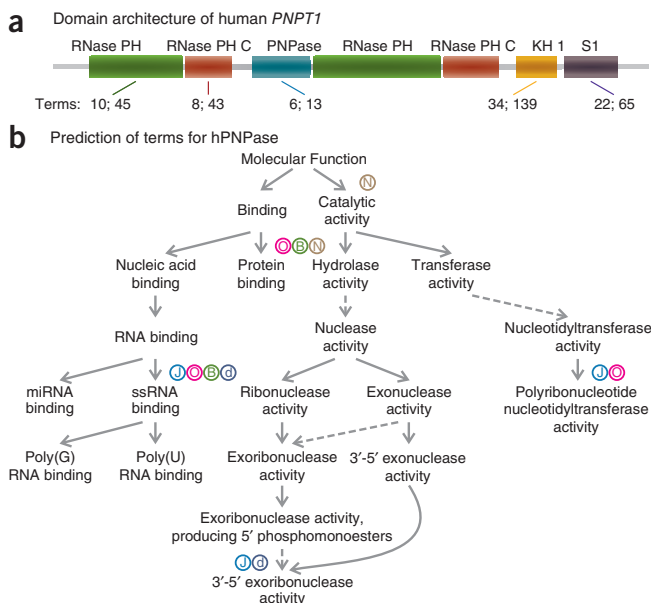 a Domain architecture of human PNPT1
RNase PH RNase PH C PNPase RNase PH RNase PH C KH 1 S1
Terms: 10; 45 8; 43 6; 13 34; 139 22; 65
b Prediction of terms for hPNPase
Molecular Function
N
Binding
Catalytic
activity
O B N
Nucleic acid
binding
Protein
binding
Hydrolase
activity
Transferase
activity
RNA binding
Nuclease
activity
Nucleotidyltransferase
activity
J O B d
J O
miRNA
binding
ssRNA
binding
Ribonuclease
activity
Exonuclease
activity
Polyribonucleotide
nucleotidyltransferase
activity
Poly(G)
RNA binding
Poly(U)
RNA binding
Exoribonuclease
activity
3′-5′ exonuclease
activity
Exoribonuclease activity,
producing 5′ phosphomonoesters
J d
3′-5′ exoribonuclease
activity